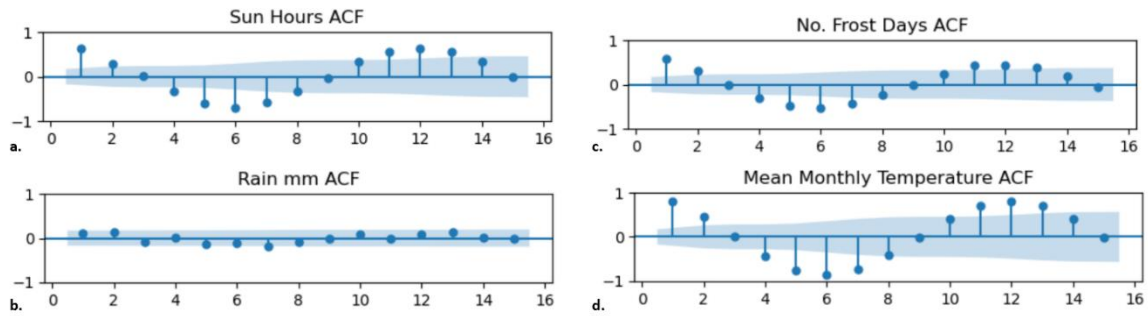 Sun Hours ACF
1
0
−1
0 2 4 6 8 10 12 14 16
a.
Rain mm ACF
1
0
−1
0 2 4 6 8 10 12 14 16
b.
No. Frost Days ACF
1
0
−1
0 2 4 6 8 10 12 14 16
c.
Mean Monthly Temperature ACF
1
0
−1
0 2 4 6 8 10 12 14 16
d.